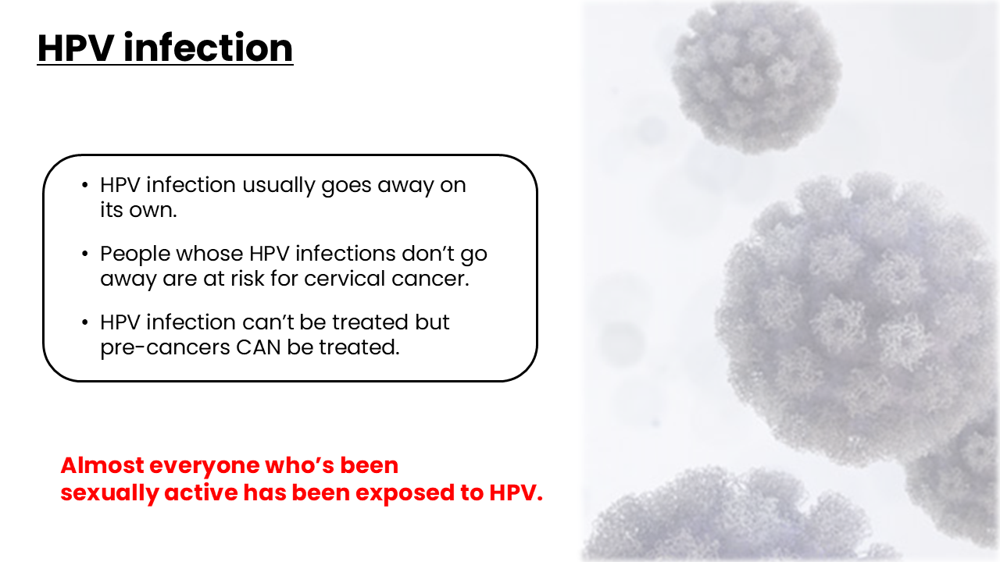 HPV infection
• HPV infection usually goes away on
its own.
• People whose HPV infections don’t go
away are at risk for cervical cancer.
• HPV infection can’t be treated but
pre-cancers CAN be treated.
Almost everyone who’s been
sexually active has been exposed to HPV.